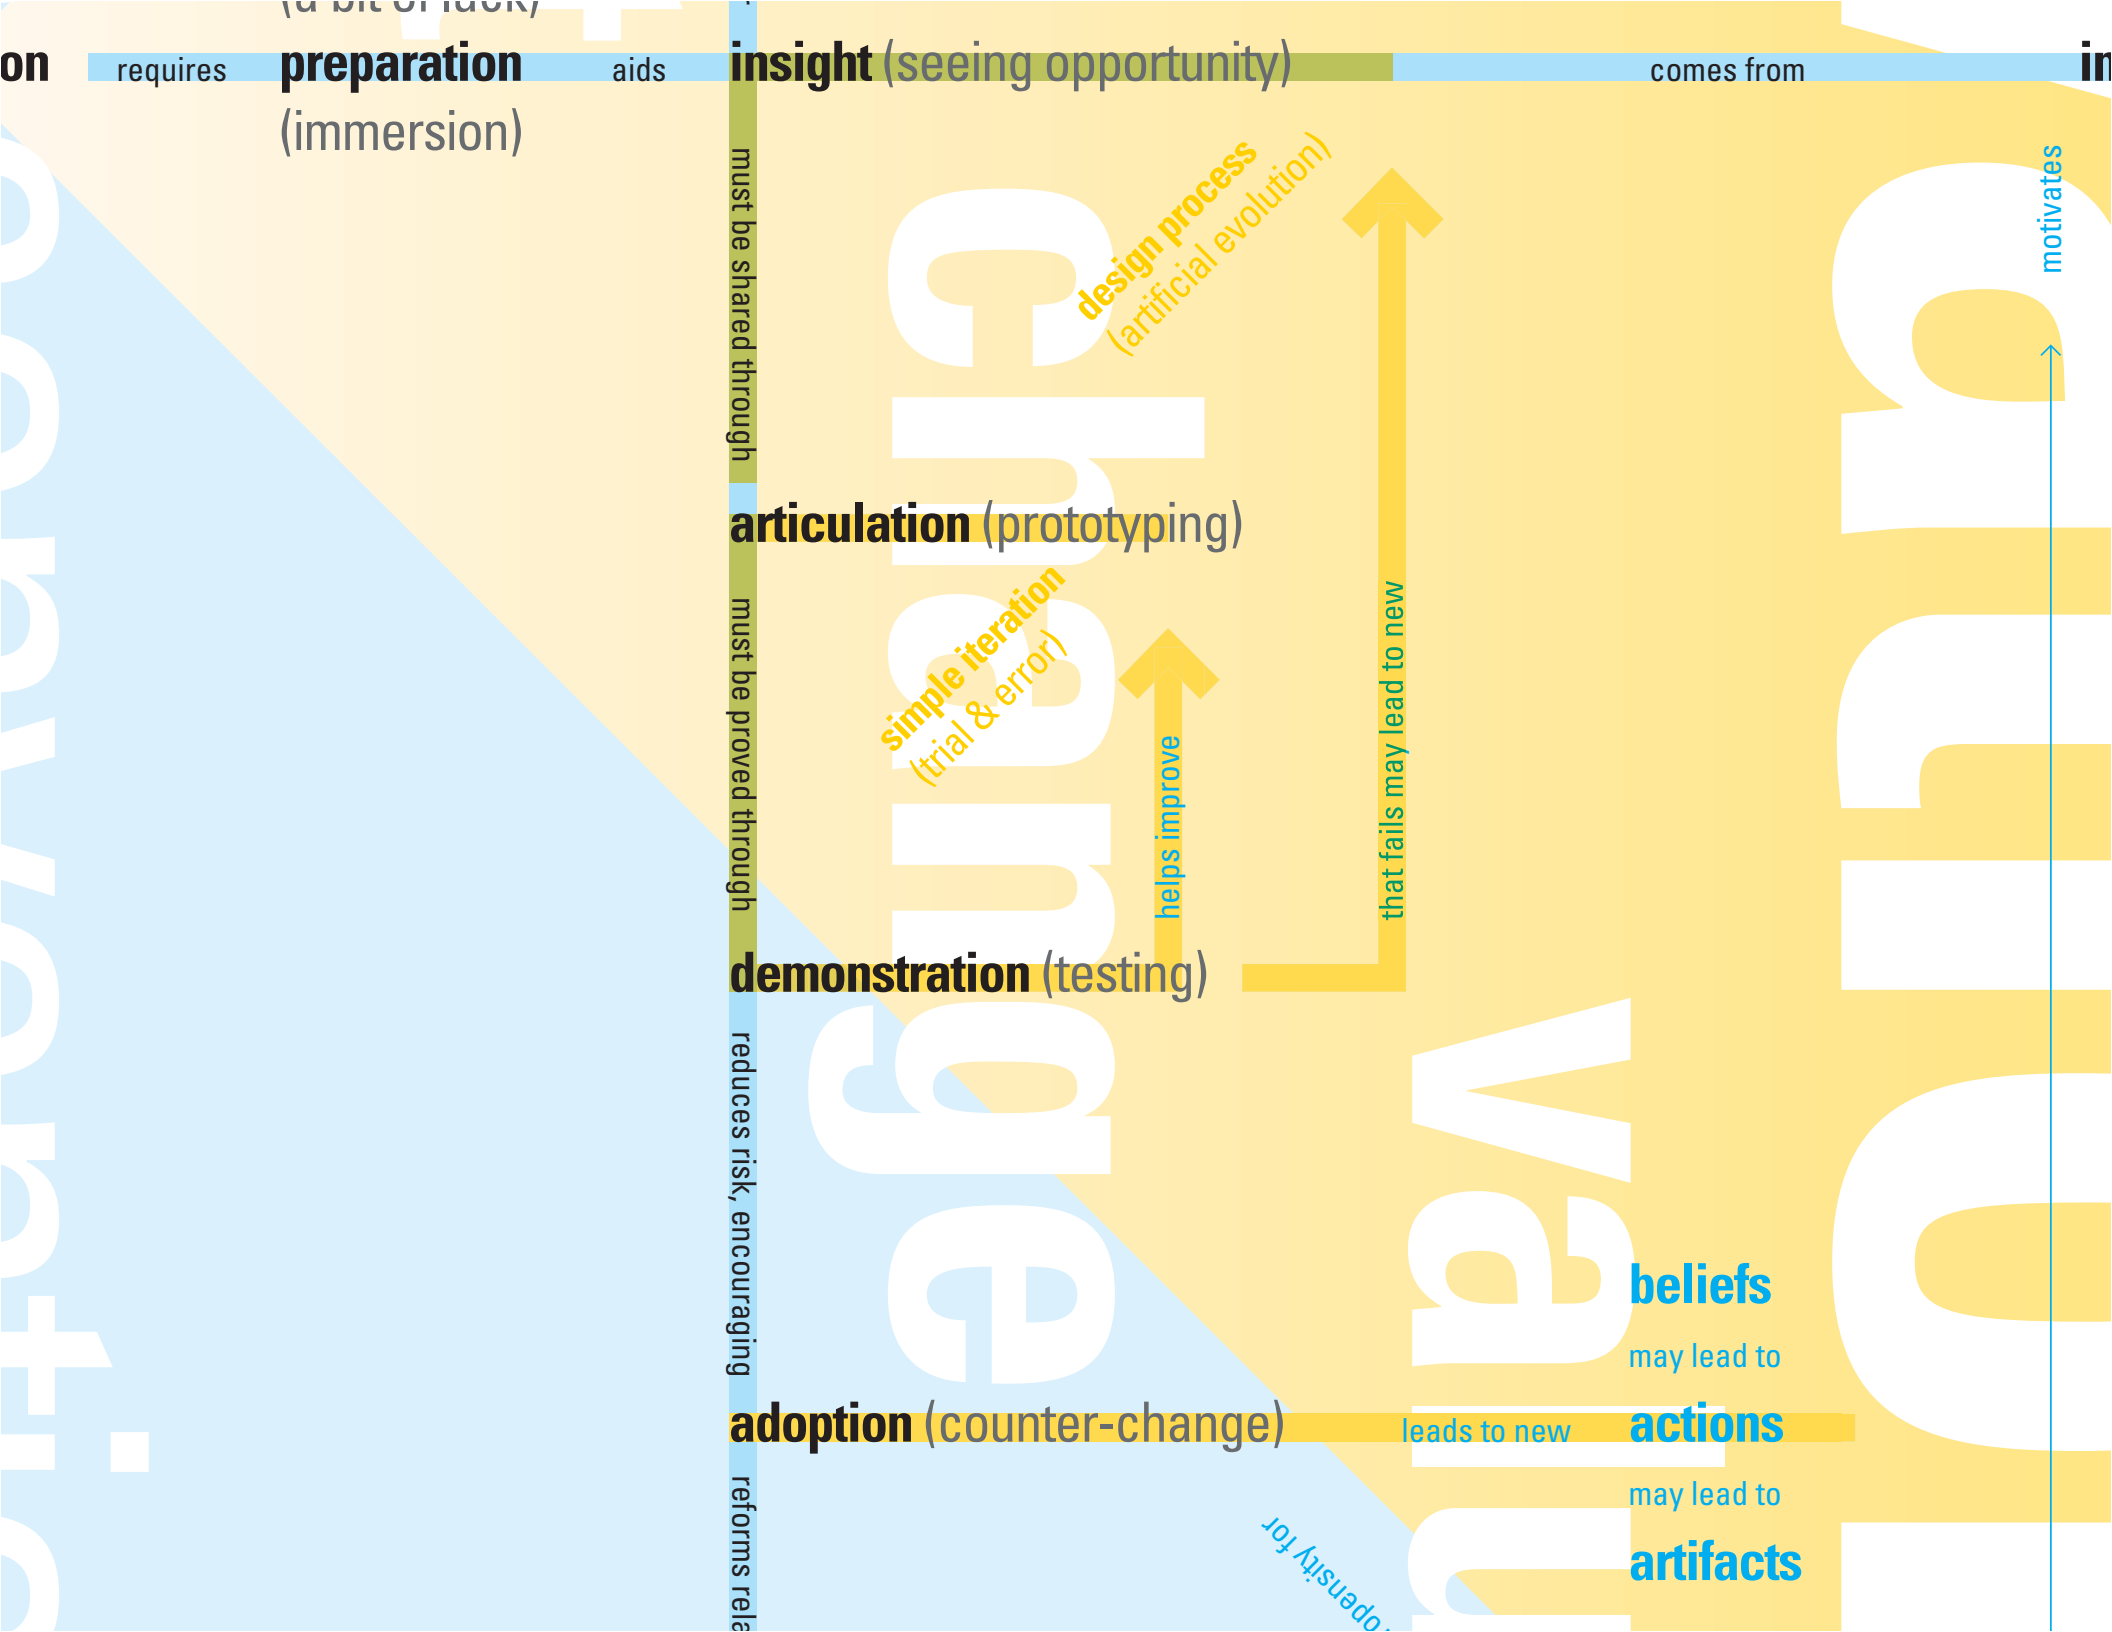 requires
preparation
(immersion)
aids
insight (seeing opportunity)
comes from
must be shared through
design process
(artificial evolution)
motivates
articulation (prototyping)
must be proved through
simple iteration
(trial & error)
helps improve
that fails may lead to new
demonstration (testing)
reduces risk, encouraging
change
beliefs
may lead to
adoption (counter-change)
leads to new
actions
may lead to
artifacts